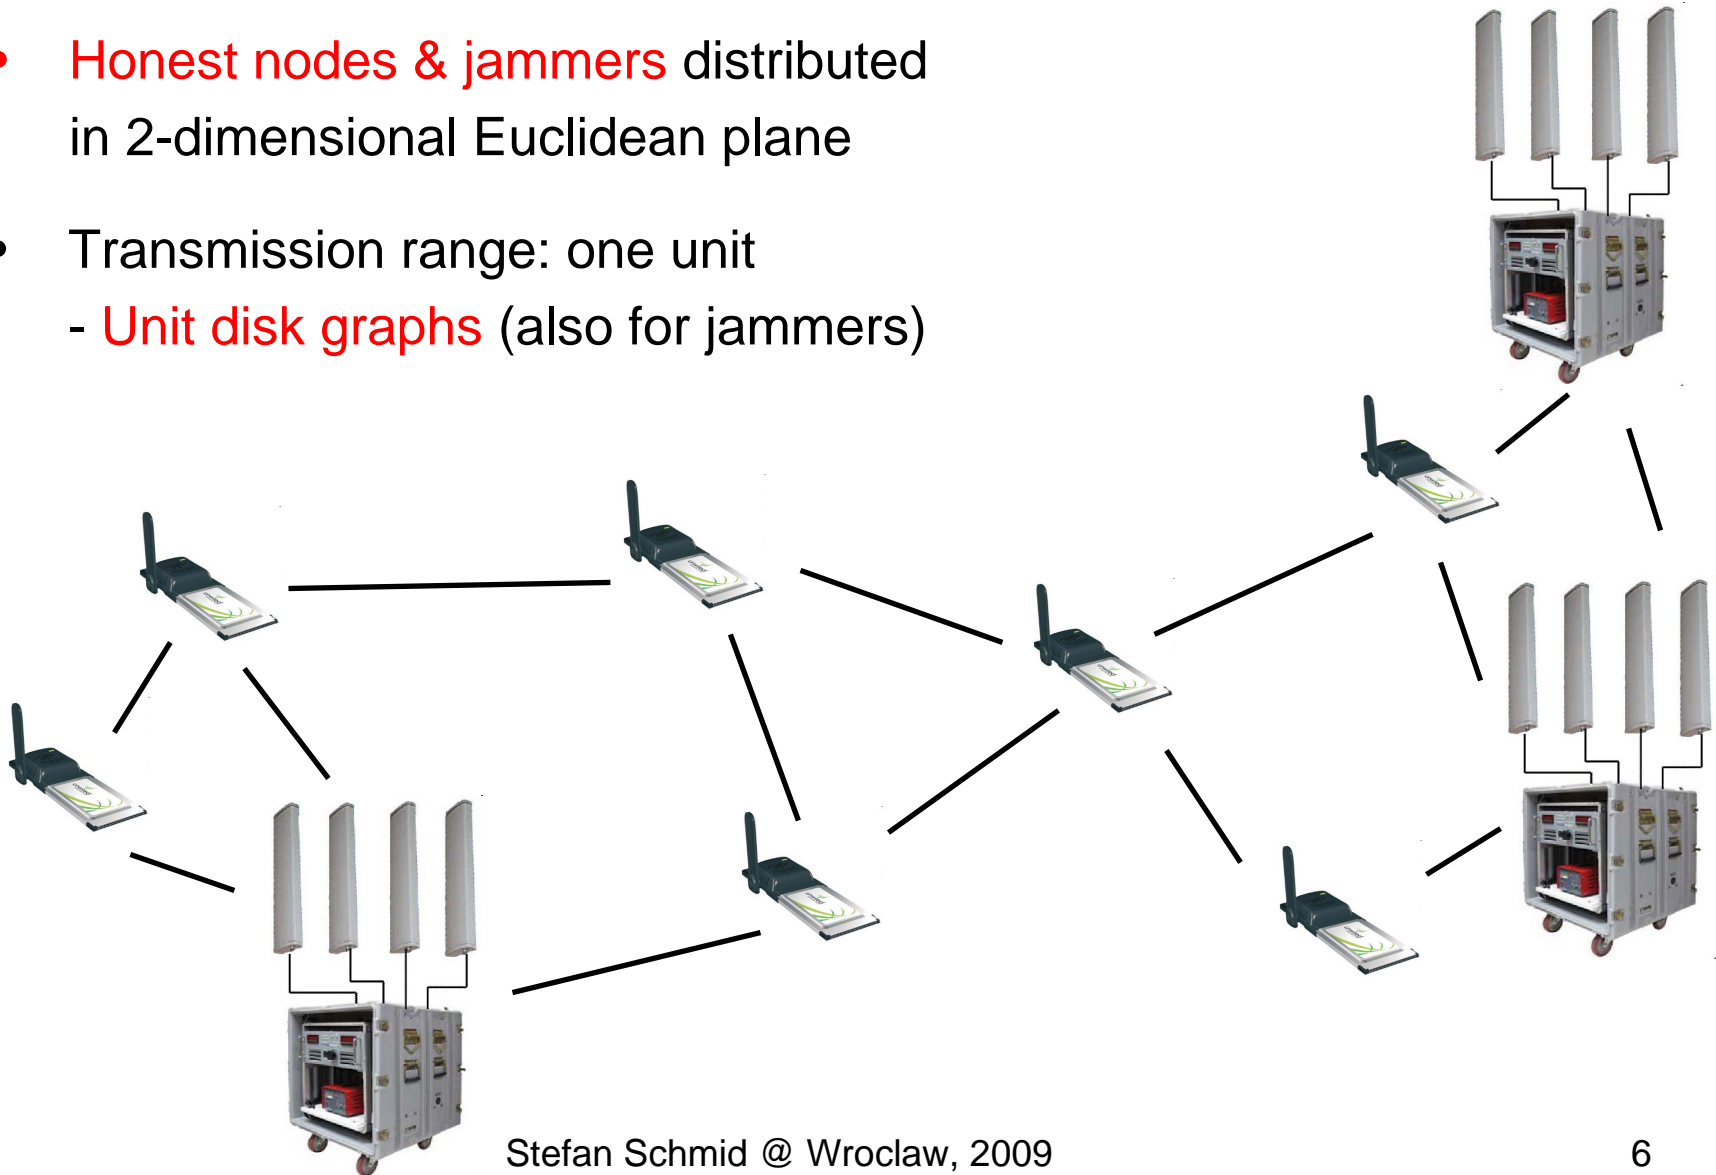 • Honest nodes & jammers distributed
in 2-dimensional Euclidean plane
• Transmission range: one unit
- Unit disk graphs (also for jammers)
Stefan Schmid @ Wroclaw, 2009
6